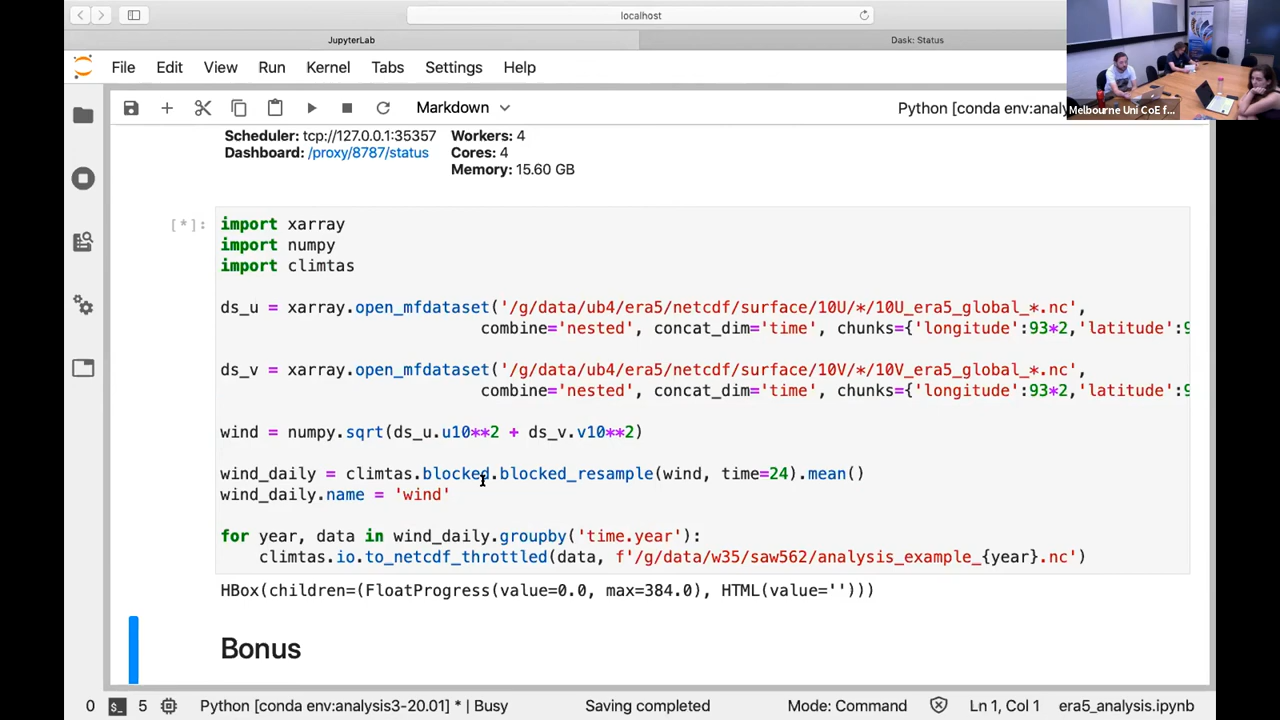 localhost
JupyterLab
Dask: Status
File Edit View Run Kernel Tabs Settings Help
Markdown
Python [conda env:analy
Melbourne Uni CoE f...
Scheduler: tcp://127.0.0.1:35357
Dashboard: /proxy/8787/status
Workers: 4
Cores: 4
Memory: 15.60 GB
[*]:
import xarray
import numpy
import climtas
ds_u = xarray.open_mfdataset('/g/data/ub4/era5/netcdf/surface/10U/*/10U_era5_global_*.nc',
combine='nested', concat_dim='time', chunks={'longitude':93*2,'latitude':9
ds_v = xarray.open_mfdataset('/g/data/ub4/era5/netcdf/surface/10V/*/10V_era5_global_*.nc',
combine='nested', concat_dim='time', chunks={'longitude':93*2,'latitude':9
wind = numpy.sqrt(ds_u.u10**2 + ds_v.v10**2)
wind_daily = climtas.blocked.blocked_resample(wind, time=24).mean()
wind_daily.name = 'wind'
for year, data in wind_daily.groupby('time.year'):
climtas.io.to_netcdf_throttled(data, f'/g/data/w35/saw562/analysis_example_{year}.nc')
HBox(children=(FloatProgress(value=0.0, max=384.0), HTML(value='')))
Bonus
0 5 Python [conda env:analysis3-20.01] * | Busy Saving completed Mode: Command Ln 1, Col 1 era5_analysis.ipynb